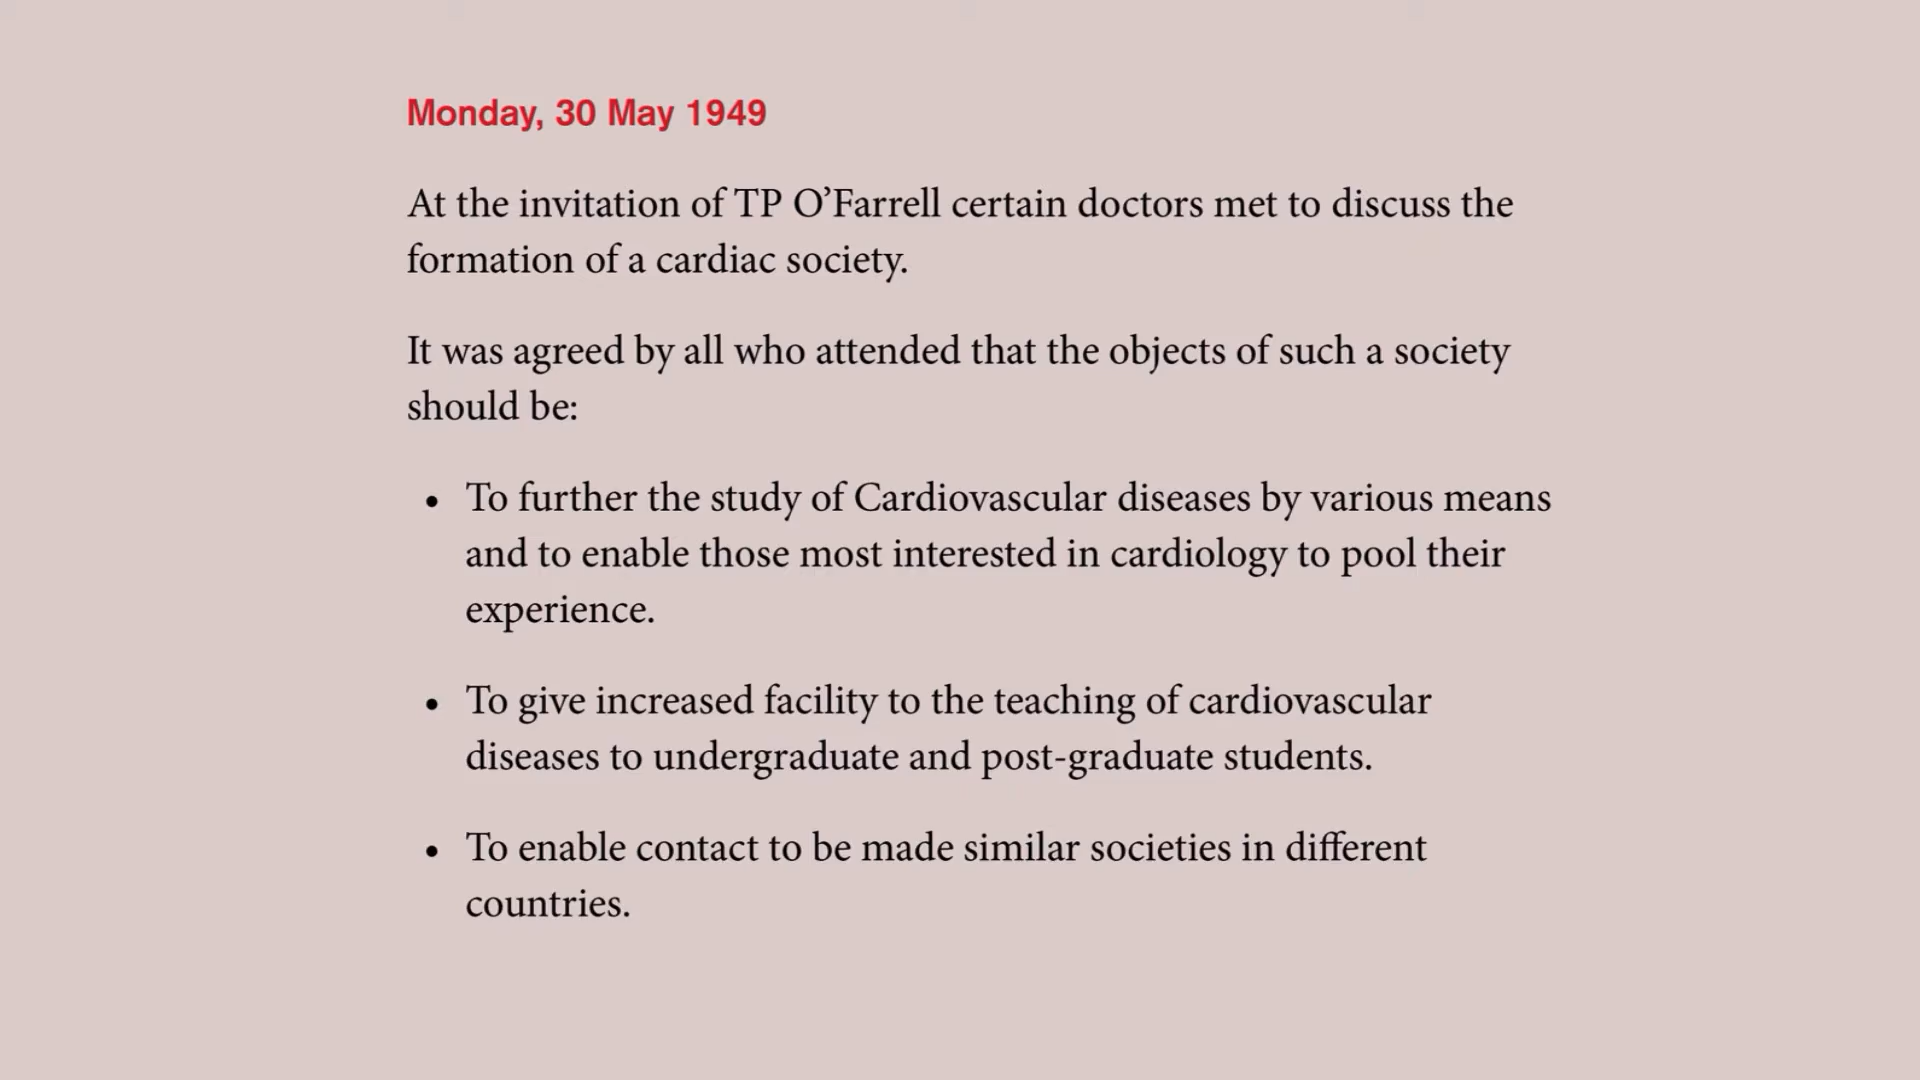 Monday, 30 May 1949
At the invitation of TP O’Farrell certain doctors met to discuss the
formation of a cardiac society.
It was agreed by all who attended that the objects of such a society
should be:
• To further the study of Cardiovascular diseases by various means
and to enable those most interested in cardiology to pool their
experience.
• To give increased facility to the teaching of cardiovascular
diseases to undergraduate and post-graduate students.
• To enable contact to be made similar societies in different
countries.